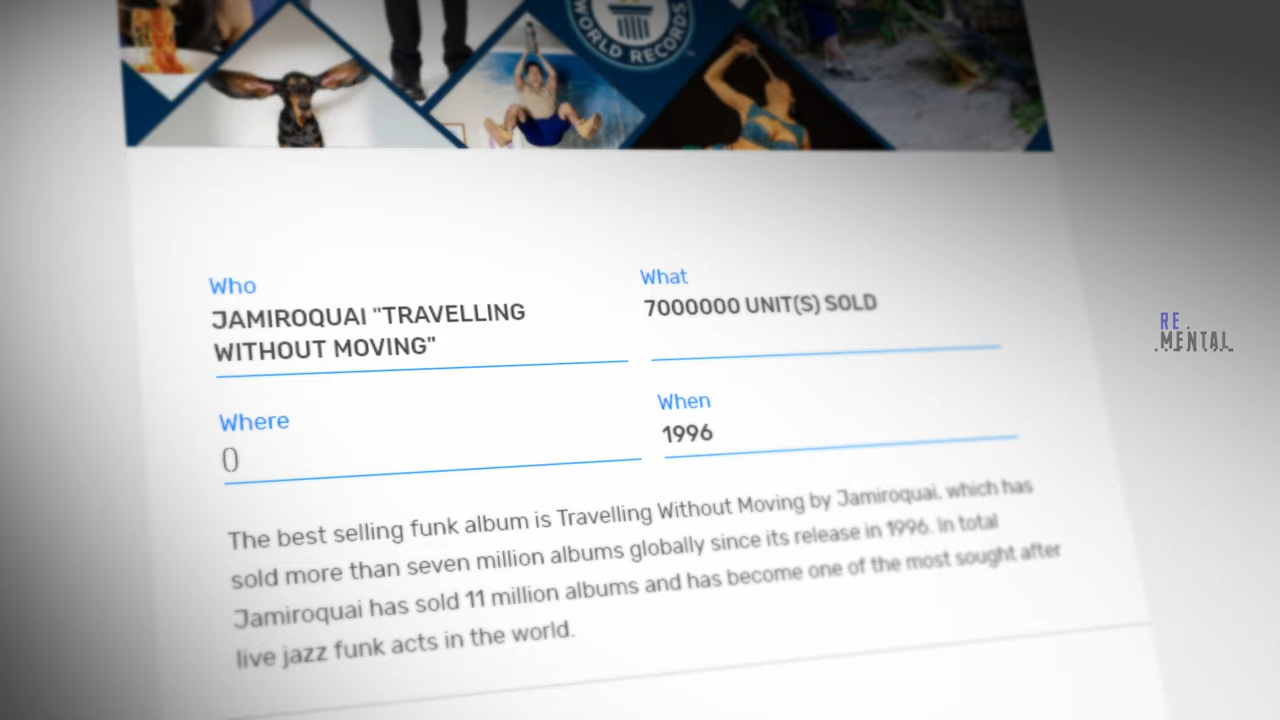 WORLD RECORDS
Who
JAMIROQUAI "TRAVELLING
WITHOUT MOVING"
What
7000000 UNIT(S) SOLD
Where
()
When
1996
The best selling funk album is Travelling Without Moving by Jamiroquai, which has
sold more than seven million albums globally since its release in 1996. In total
Jamiroquai has sold 11 million albums and has become one of the most sought after
live jazz funk acts in the world.
RE.
MENTAL